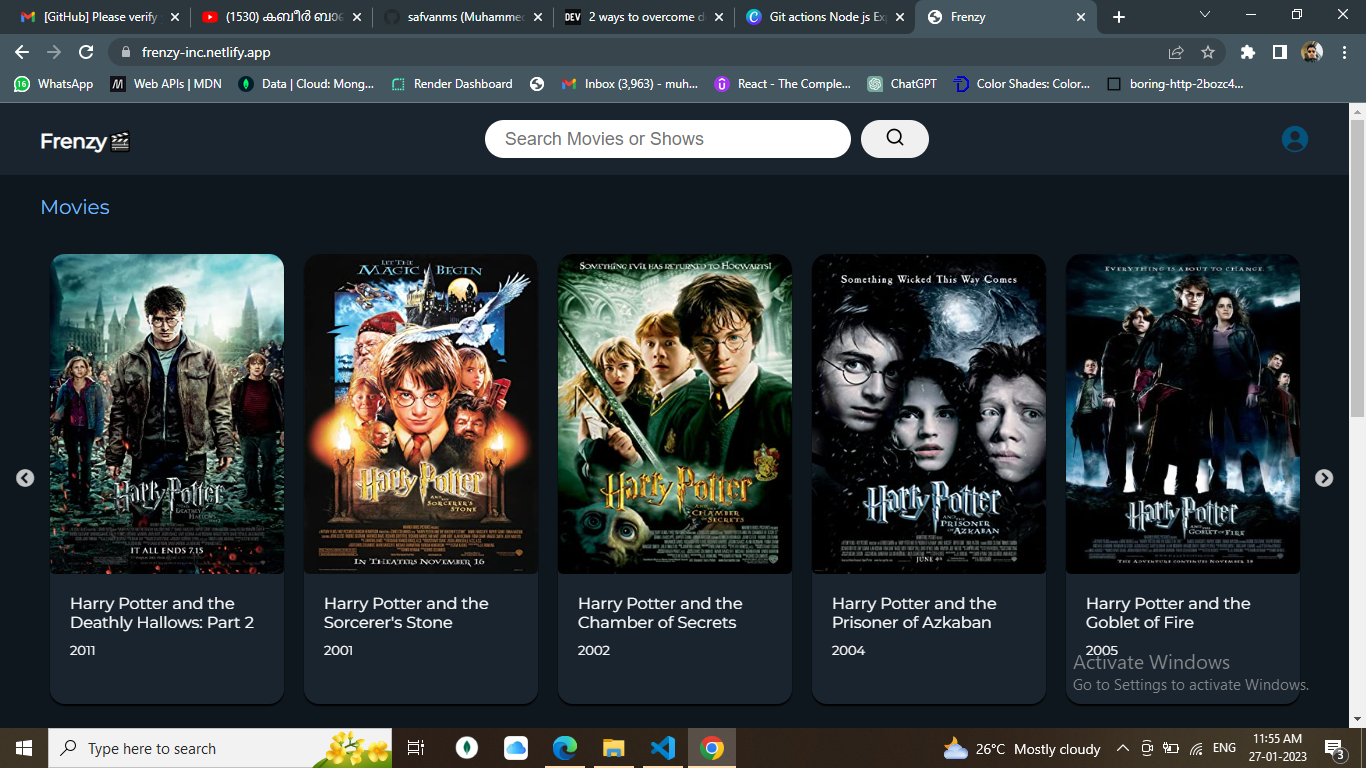 [GitHub] Please verify
(1530) കബീർ ബാ
safvanms (Muhammed
DEV
2 ways to overcome d
Git actions Node js Ex
Frenzy
frenzy-inc.netlify.app
16
WhatsApp
Web APIs | MDN
Data | Cloud: Mong...
Render Dashboard
Inbox (3,963) - muh...
React - The Comple...
ChatGPT
Color Shades: Color...
boring-http-2bozc4...
Frenzy
Search Movies or Shows
Movies
HARRY POTTER
AND THE
DEATHLY HALLOWS
IT ALL ENDS 7.15
LET THE
MAGIC BEGIN
HARRY POTTER
AND THE
SORCERER'S
STONE
IN THEATERS NOVEMBER 16
SOMETHING EVIL HAS RETURNED TO HOGWARTS!
HARRY POTTER
AND THE
CHAMBER
OF SECRETS
Something Wicked This Way Comes
HARRY POTTER
AND THE
PRISONER OF
AZKABAN
JUNE 4
EVERYTHING IS ABOUT TO CHANGE.
HARRY POTTER
AND THE
GOBLET OF FIRE
THE ADVENTURE CONTINUES NOVEMBER 18
Harry Potter and the
Deathly Hallows: Part 2
2011
Harry Potter and the
Sorcerer's Stone
2001
Harry Potter and the
Chamber of Secrets
2002
Harry Potter and the
Prisoner of Azkaban
2004
Harry Potter and the
Goblet of Fire
2005
Activate Windows
Go to Settings to activate Windows.
Type here to search
26°C Mostly cloudy
ENG
11:55 AM
27-01-2023
3